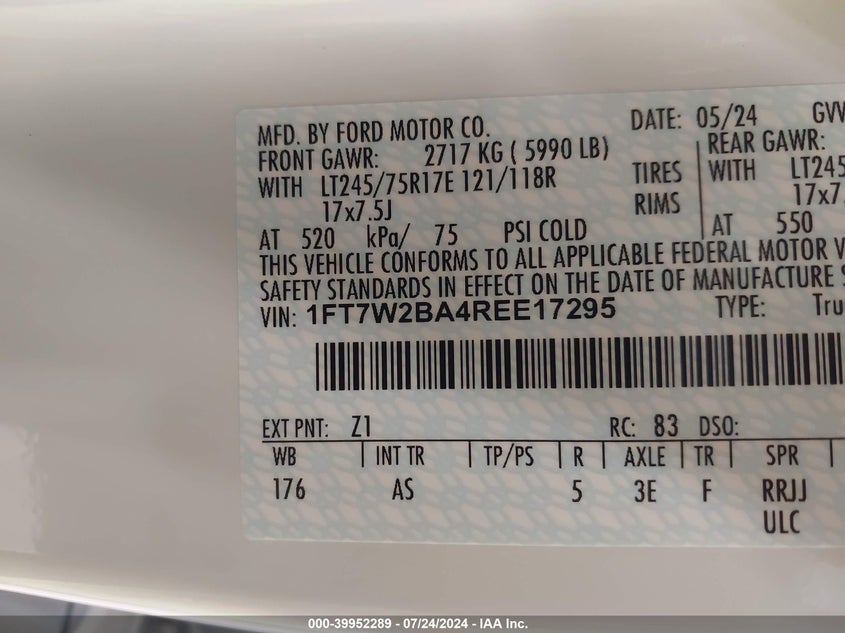 MFD. BY FORD MOTOR CO. DATE: 05/24
FRONT GAWR: 2717 KG ( 5990 LB) REAR GAWR:
WITH LT245/75R17E 121/118R TIRES WITH
17x7.5J RIMS
AT 520 kPa/ 75 PSI COLD AT 550
THIS VEHICLE CONFORMS TO ALL APPLICABLE FEDERAL MOTOR
SAFETY STANDARDS IN EFFECT ON THE DATE OF MANUFACTURE
VIN: 1FT7W2BA4REE17295 TYPE:
EXT PNT: Z1 RC: 83 DSO:
WB INT TR TP/PS R AXLE TR SPR
176 AS 5 3E F RRJJ
ULC
000-39952289 - 07/24/2024 - IAA Inc.